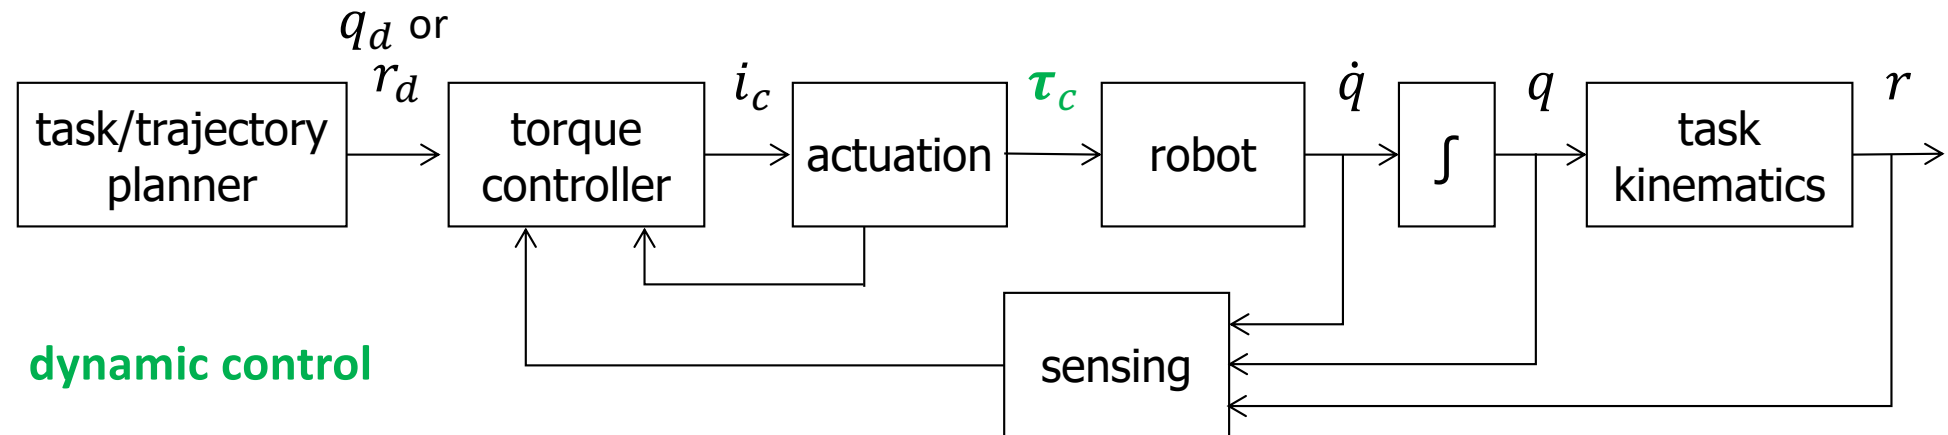 q_d or
r_d
i_c
τ_c
q̇
q
r
task/trajectory
planner
torque
controller
actuation
robot
∫
task
kinematics
dynamic control
sensing